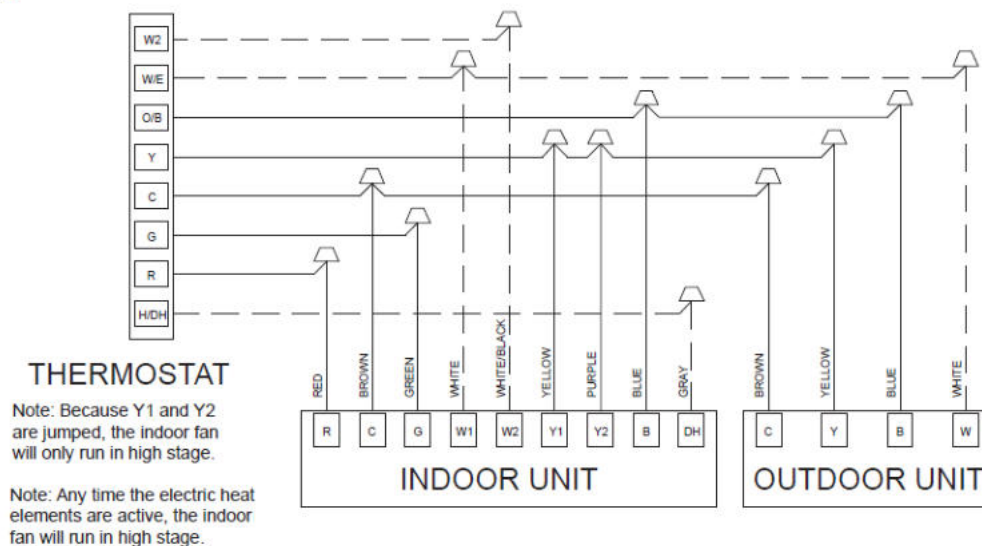 W2
W/E
O/B
Y
C
G
R
H/DH
THERMOSTAT
Note: Because Y1 and Y2
are jumped, the indoor fan
will only run in high stage.
Note: Any time the electric heat
elements are active, the indoor
fan will run in high stage.
RED
BROWN
GREEN
WHITE
WHITE/BLACK
YELLOW
PURPLE
BLUE
GRAY
R C G W1 W2 Y1 Y2 B DH
INDOOR UNIT
BROWN
YELLOW
BLUE
WHITE
C Y B W
OUTDOOR UNIT